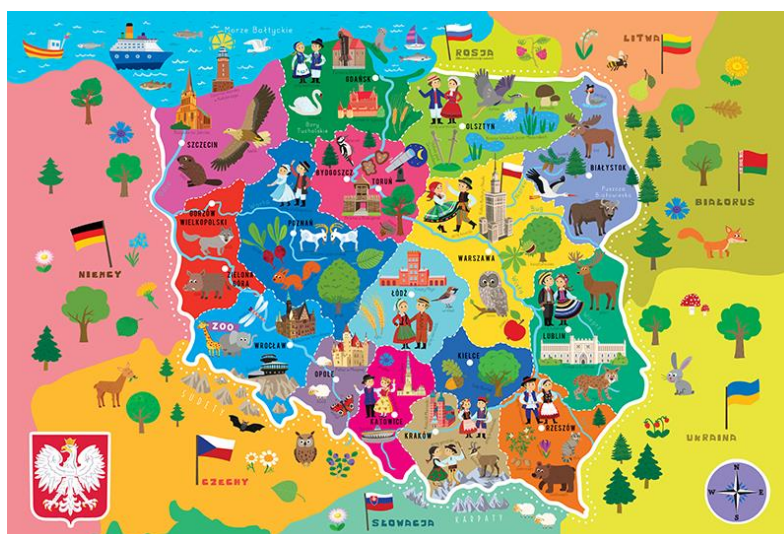 Morze Bałtyckie
ROSJA
LITWA
GDAŃSK
Bory
Tucholskie
OLSZTYN
SZCZECIN
BYDGOSZCZ
TORUŃ
BIAŁYSTOK
Puszcza
Białowieska
BIAŁORUŚ
GORZÓW
WIELKOPOLSKI
POZNAŃ
Bug
WARSZAWA
NIEMCY
ZIELONA
GÓRA
ŁÓDŹ
ZOO
WROCŁAW
LUBLIN
OPOLE
KIELCE
SUDETY
KATOWICE
KRAKÓW
RZESZÓW
UKRAINA
CZECHY
SŁOWACJA
KARPATY
N
W
E
S